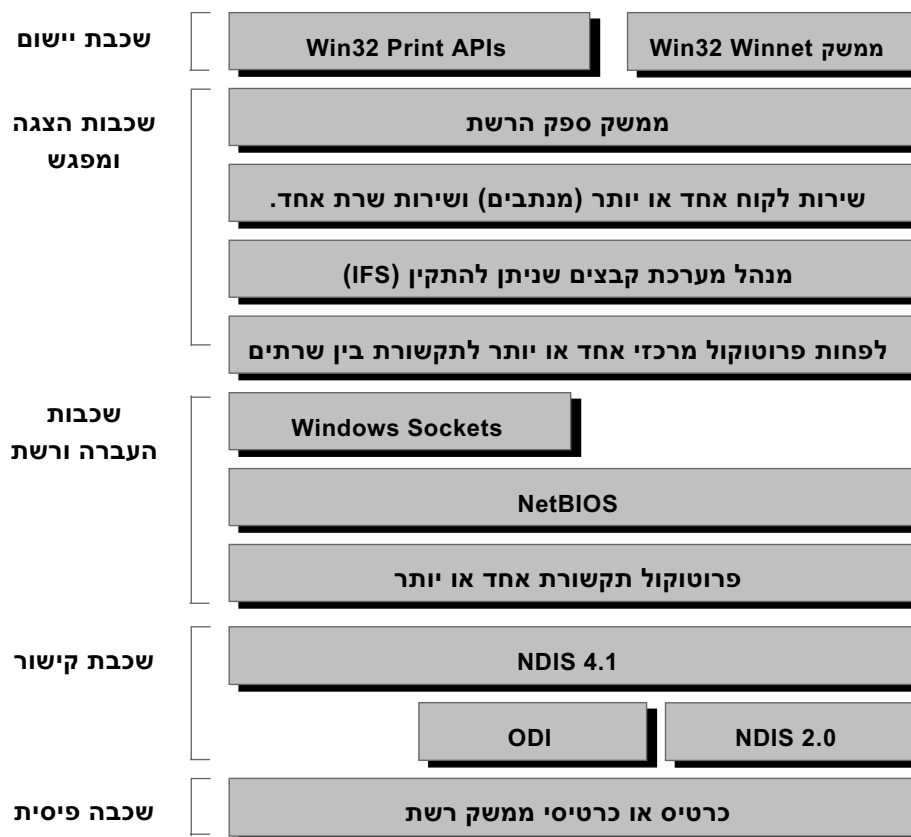 שכבת יישום
ממשק Win32 Winnet
Win32 Print APIs
שכבות הצגה
ומפגש
ממשק ספק הרשת
שירות לקוח אחד או יותר (מנתבים) ושירות שרת אחד.
מנהל מערכת קבצים שניתן להתקין (IFS)
לפחות פרוטוקול מרכזי אחד או יותר לתקשורת בין שרתים
שכבות
העברה ורשת
Windows Sockets
NetBIOS
פרוטוקול תקשורת אחד או יותר
שכבת קישור
NDIS 4.1
NDIS 2.0
ODI
שכבה פיסית
כרטיס או כרטיסי ממשק רשת